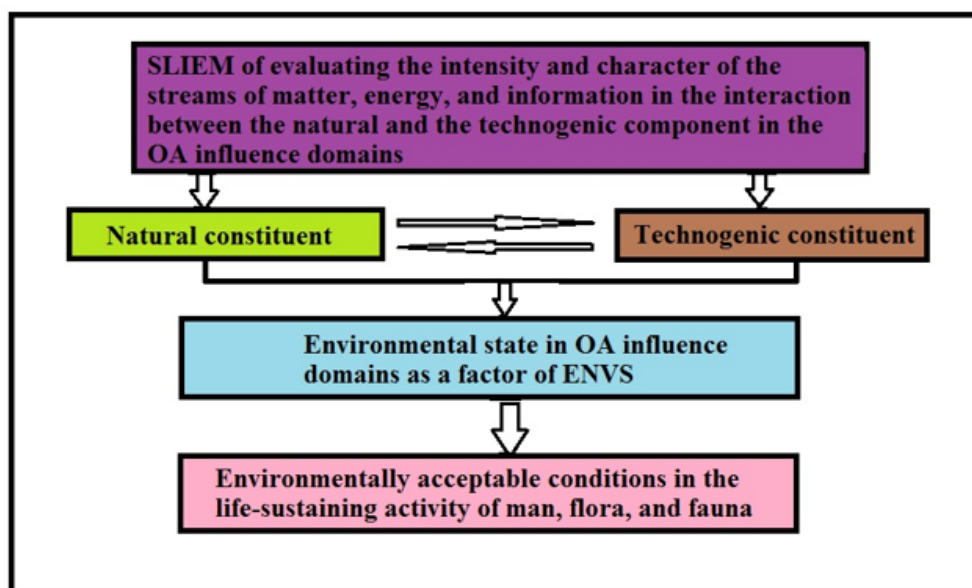 SLIEM of evaluating the intensity and character of the
streams of matter, energy, and information in the interaction
between the natural and the technogenic component in the
OA influence domains
Natural constituent
Technogenic constituent
Environmental state in OA influence
domains as a factor of ENVS
Environmentally acceptable conditions in the
life-sustaining activity of man, flora, and fauna